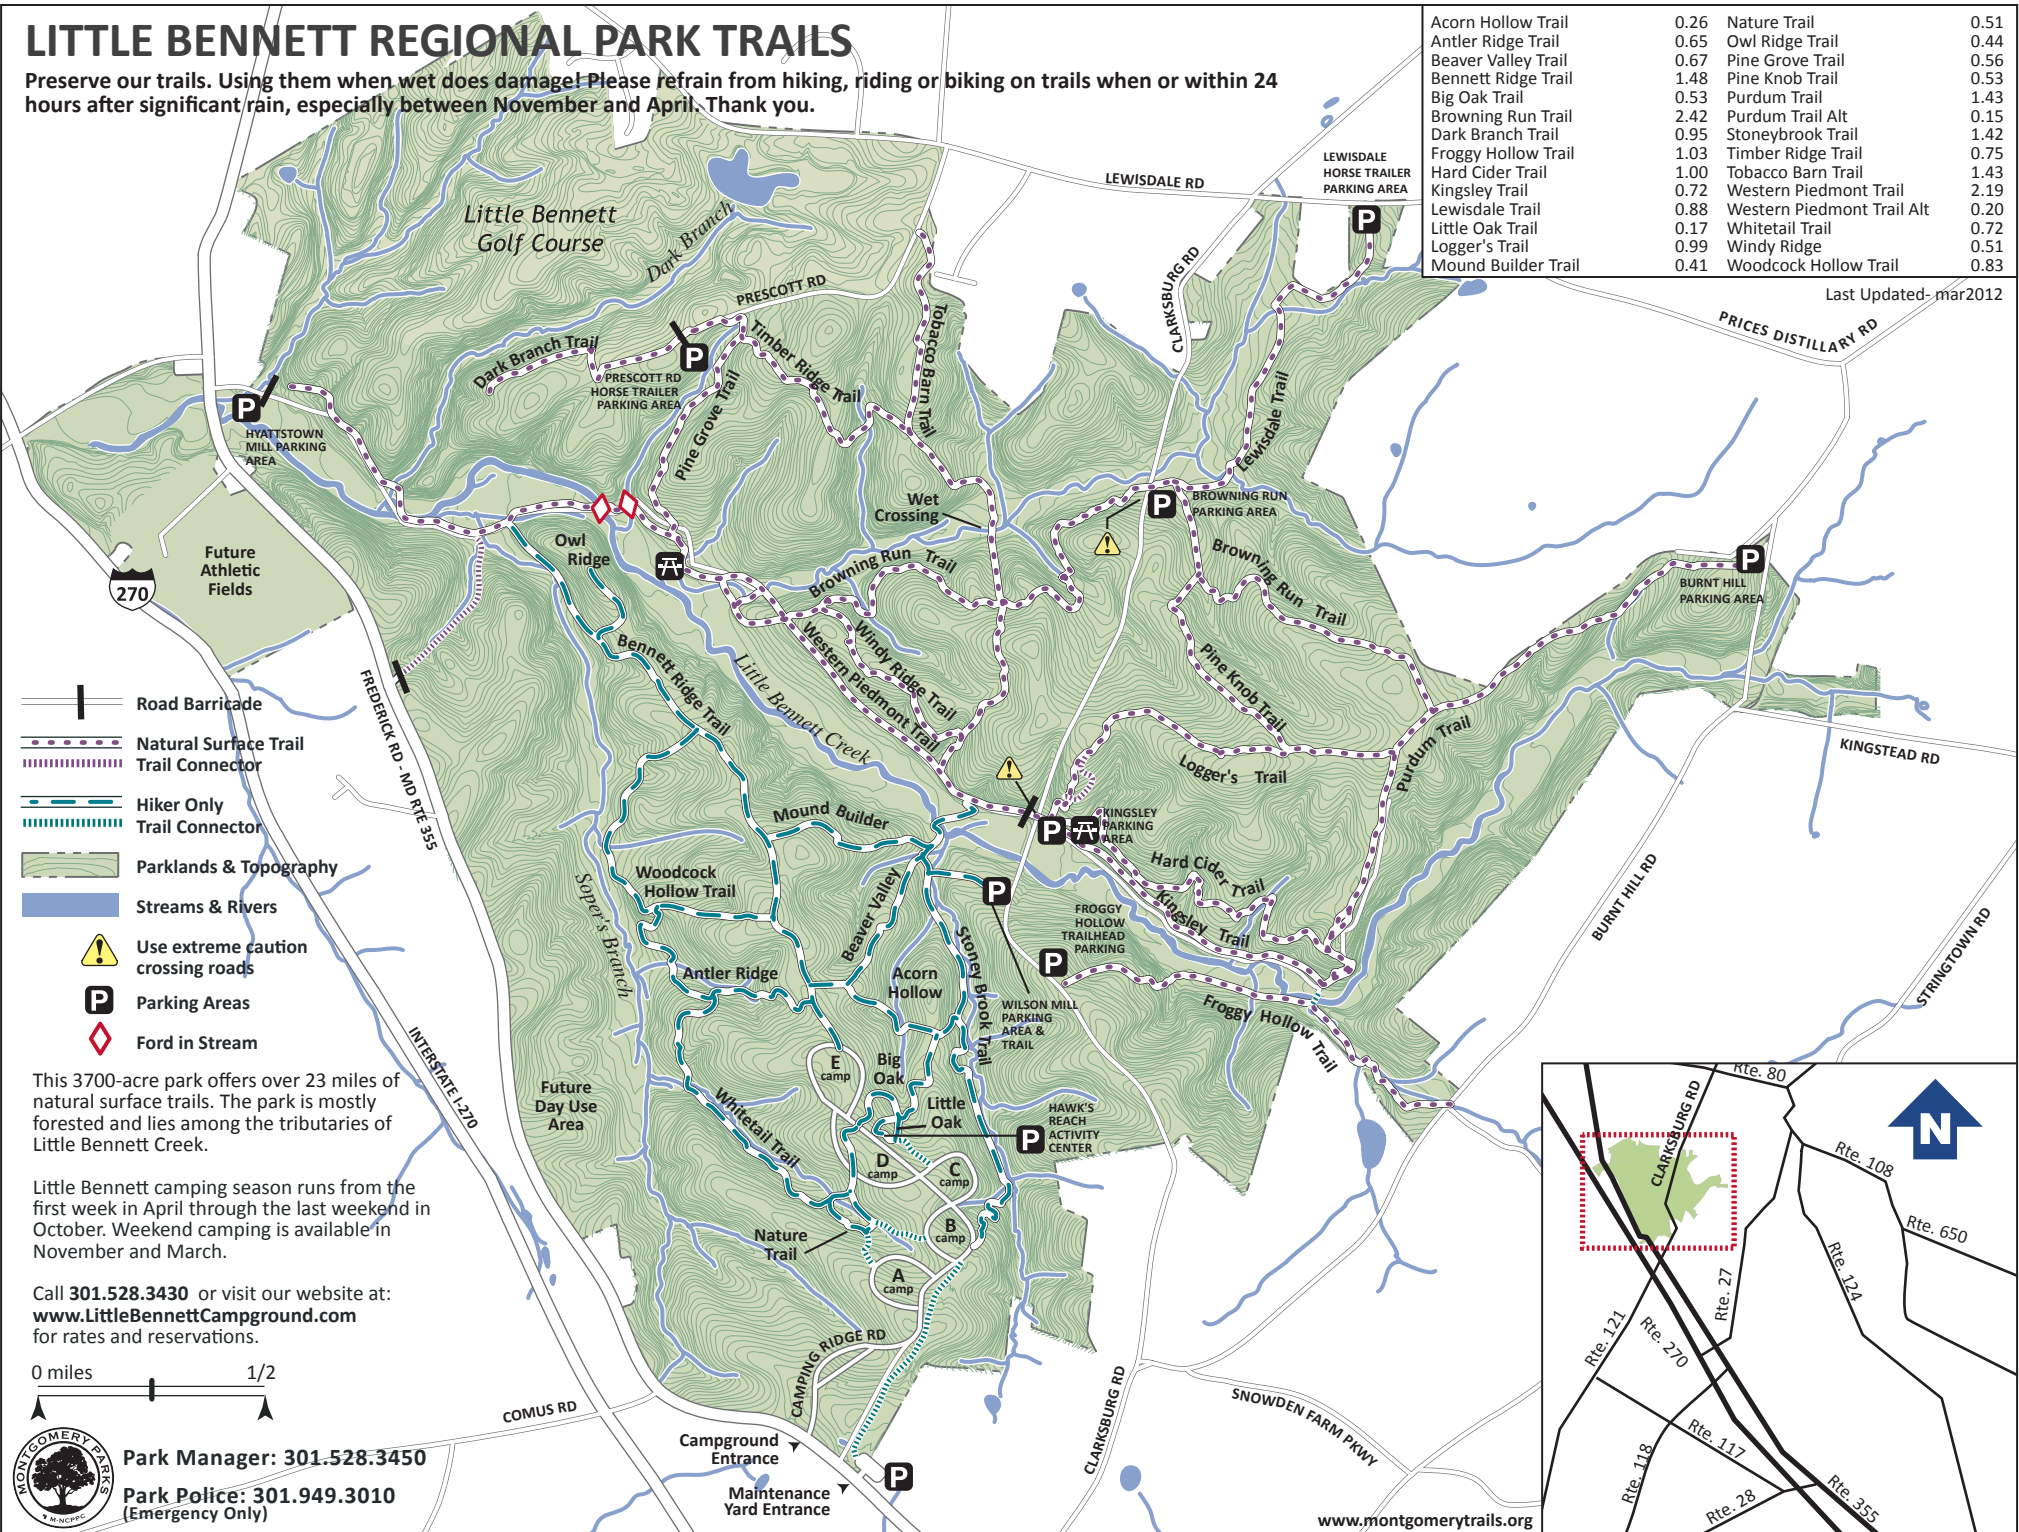 LITTLE BENNETT REGIONAL PARK TRAILS
Preserve our trails. Using them when wet does damage! Please refrain from hiking, riding or biking on trails when or within 24
hours after significant rain, especially between November and April. Thank you.
Acorn Hollow Trail 0.26 Nature Trail 0.51
Antler Ridge Trail 0.65 Owl Ridge Trail 0.44
Beaver Valley Trail 0.67 Pine Grove Trail 0.56
Bennett Ridge Trail 1.48 Pine Knob Trail 0.53
Big Oak Trail 0.53 Purdum Trail 1.43
Browning Run Trail 2.42 Purdum Trail Alt 0.15
Dark Branch Trail 0.95 Stoneybrook Trail 1.42
Froggy Hollow Trail 1.03 Timber Ridge Trail 0.75
Hard Cider Trail 1.00 Tobacco Barn Trail 1.43
Kingsley Trail 0.72 Western Piedmont Trail 2.19
Lewisdale Trail 0.88 Western Piedmont Trail Alt 0.20
Little Oak Trail 0.17 Whitetail Trail 0.72
Logger's Trail 0.99 Windy Ridge 0.51
Mound Builder Trail 0.41 Woodcock Hollow Trail 0.83
Last Updated- mar2012
LEWISDALE
HORSE TRAILER
PARKING AREA
P
LEWISDALE RD
Little Bennett
Golf Course
Dark Branch
PRESCOTT RD
CLARKSBURG RD
PRICES DISTILLARY RD
Dark Branch Trail
P
PRESCOTT RD
HORSE TRAILER
PARKING AREA
Timber Ridge Trail
Tobacco Barn Trail
Pine Grove Trail
Lewisdale Trail
P
HYATTSTOWN
MILL PARKING
AREA
Wet
Crossing
P
BROWNING RUN
PARKING AREA
Owl
Ridge
Browning Run Trail
Browning Run Trail
P
BURNT HILL
PARKING AREA
Future
Athletic
Fields
270
Bennett Ridge Trail
Western Piedmont Trail
Windy Ridge Trail
Little Bennett Creek
Pine Knob Trail
Purdum Trail
Logger's Trail
KINGSTEAD RD
FREDERICK RD - MD RTE 355
Road Barricade
Natural Surface Trail
Trail Connector
Hiker Only
Trail Connector
Parklands & Topography
Streams & Rivers
Use extreme caution
crossing roads
P
Parking Areas
Ford in Stream
Mound Builder
P
KINGSLEY
PARKING
AREA
Hard Cider Trail
Kingsley Trail
Woodcock
Hollow Trail
Soper's Branch
Beaver Valley
P
Stoney Brook Trail
FROGGY
HOLLOW
TRAILHEAD
PARKING
P
BURNT HILL RD
STRINGTOWN RD
Antler Ridge
Acorn
Hollow
WILSON MILL
PARKING
AREA &
TRAIL
Froggy Hollow Trail
INTERSTATE I-270
E
camp
Big
Oak
Future
Day Use
Area
Little
Oak
HAWK'S
REACH
ACTIVITY
CENTER
P
Whitetail Trail
D
camp
C
camp
B
camp
Nature
Trail
A
camp
This 3700-acre park offers over 23 miles of
natural surface trails. The park is mostly
forested and lies among the tributaries of
Little Bennett Creek.
Little Bennett camping season runs from the
first week in April through the last weekend in
October. Weekend camping is available in
November and March.
Call 301.528.3430 or visit our website at:
www.LittleBennettCampground.com
for rates and reservations.
0 miles 1/2
CAMPING RIDGE RD
COMUS RD
CLARKSBURG RD
SNOWDEN FARM PKWY
Campground
Entrance
Maintenance
Yard Entrance
P
MONTGOMERY PARKS
M-NCPPC
Park Manager: 301.528.3450
Park Police: 301.949.3010
(Emergency Only)
www.montgomerytrails.org
Rte. 80
CLARKSBURG RD
N
Rte. 108
Rte. 650
Rte. 27
Rte. 124
Rte. 121
Rte. 270
Rte. 117
Rte. 118
Rte. 28
Rte. 355